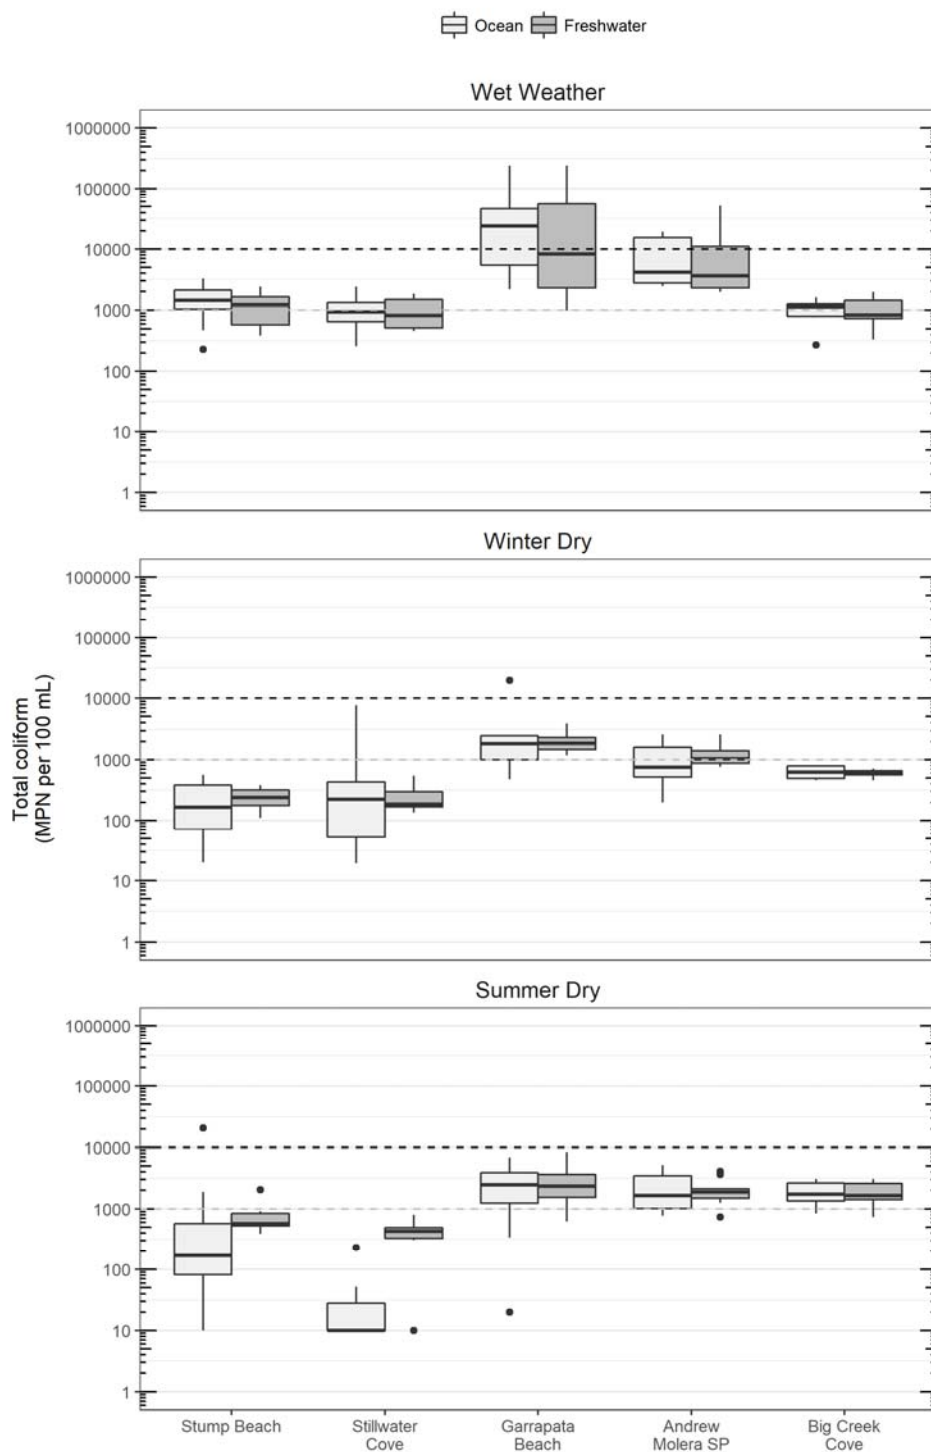 Ocean Freshwater
Wet Weather
1000000
100000
10000
1000
100
10
1
Winter Dry
1000000
100000
10000
1000
100
10
1
Total coliform
(MPN per 100 mL)
Summer Dry
1000000
100000
10000
1000
100
10
1
Stump Beach Stillwater Garrapata Andrew Big Creek
Cove Beach Molera SP Cove